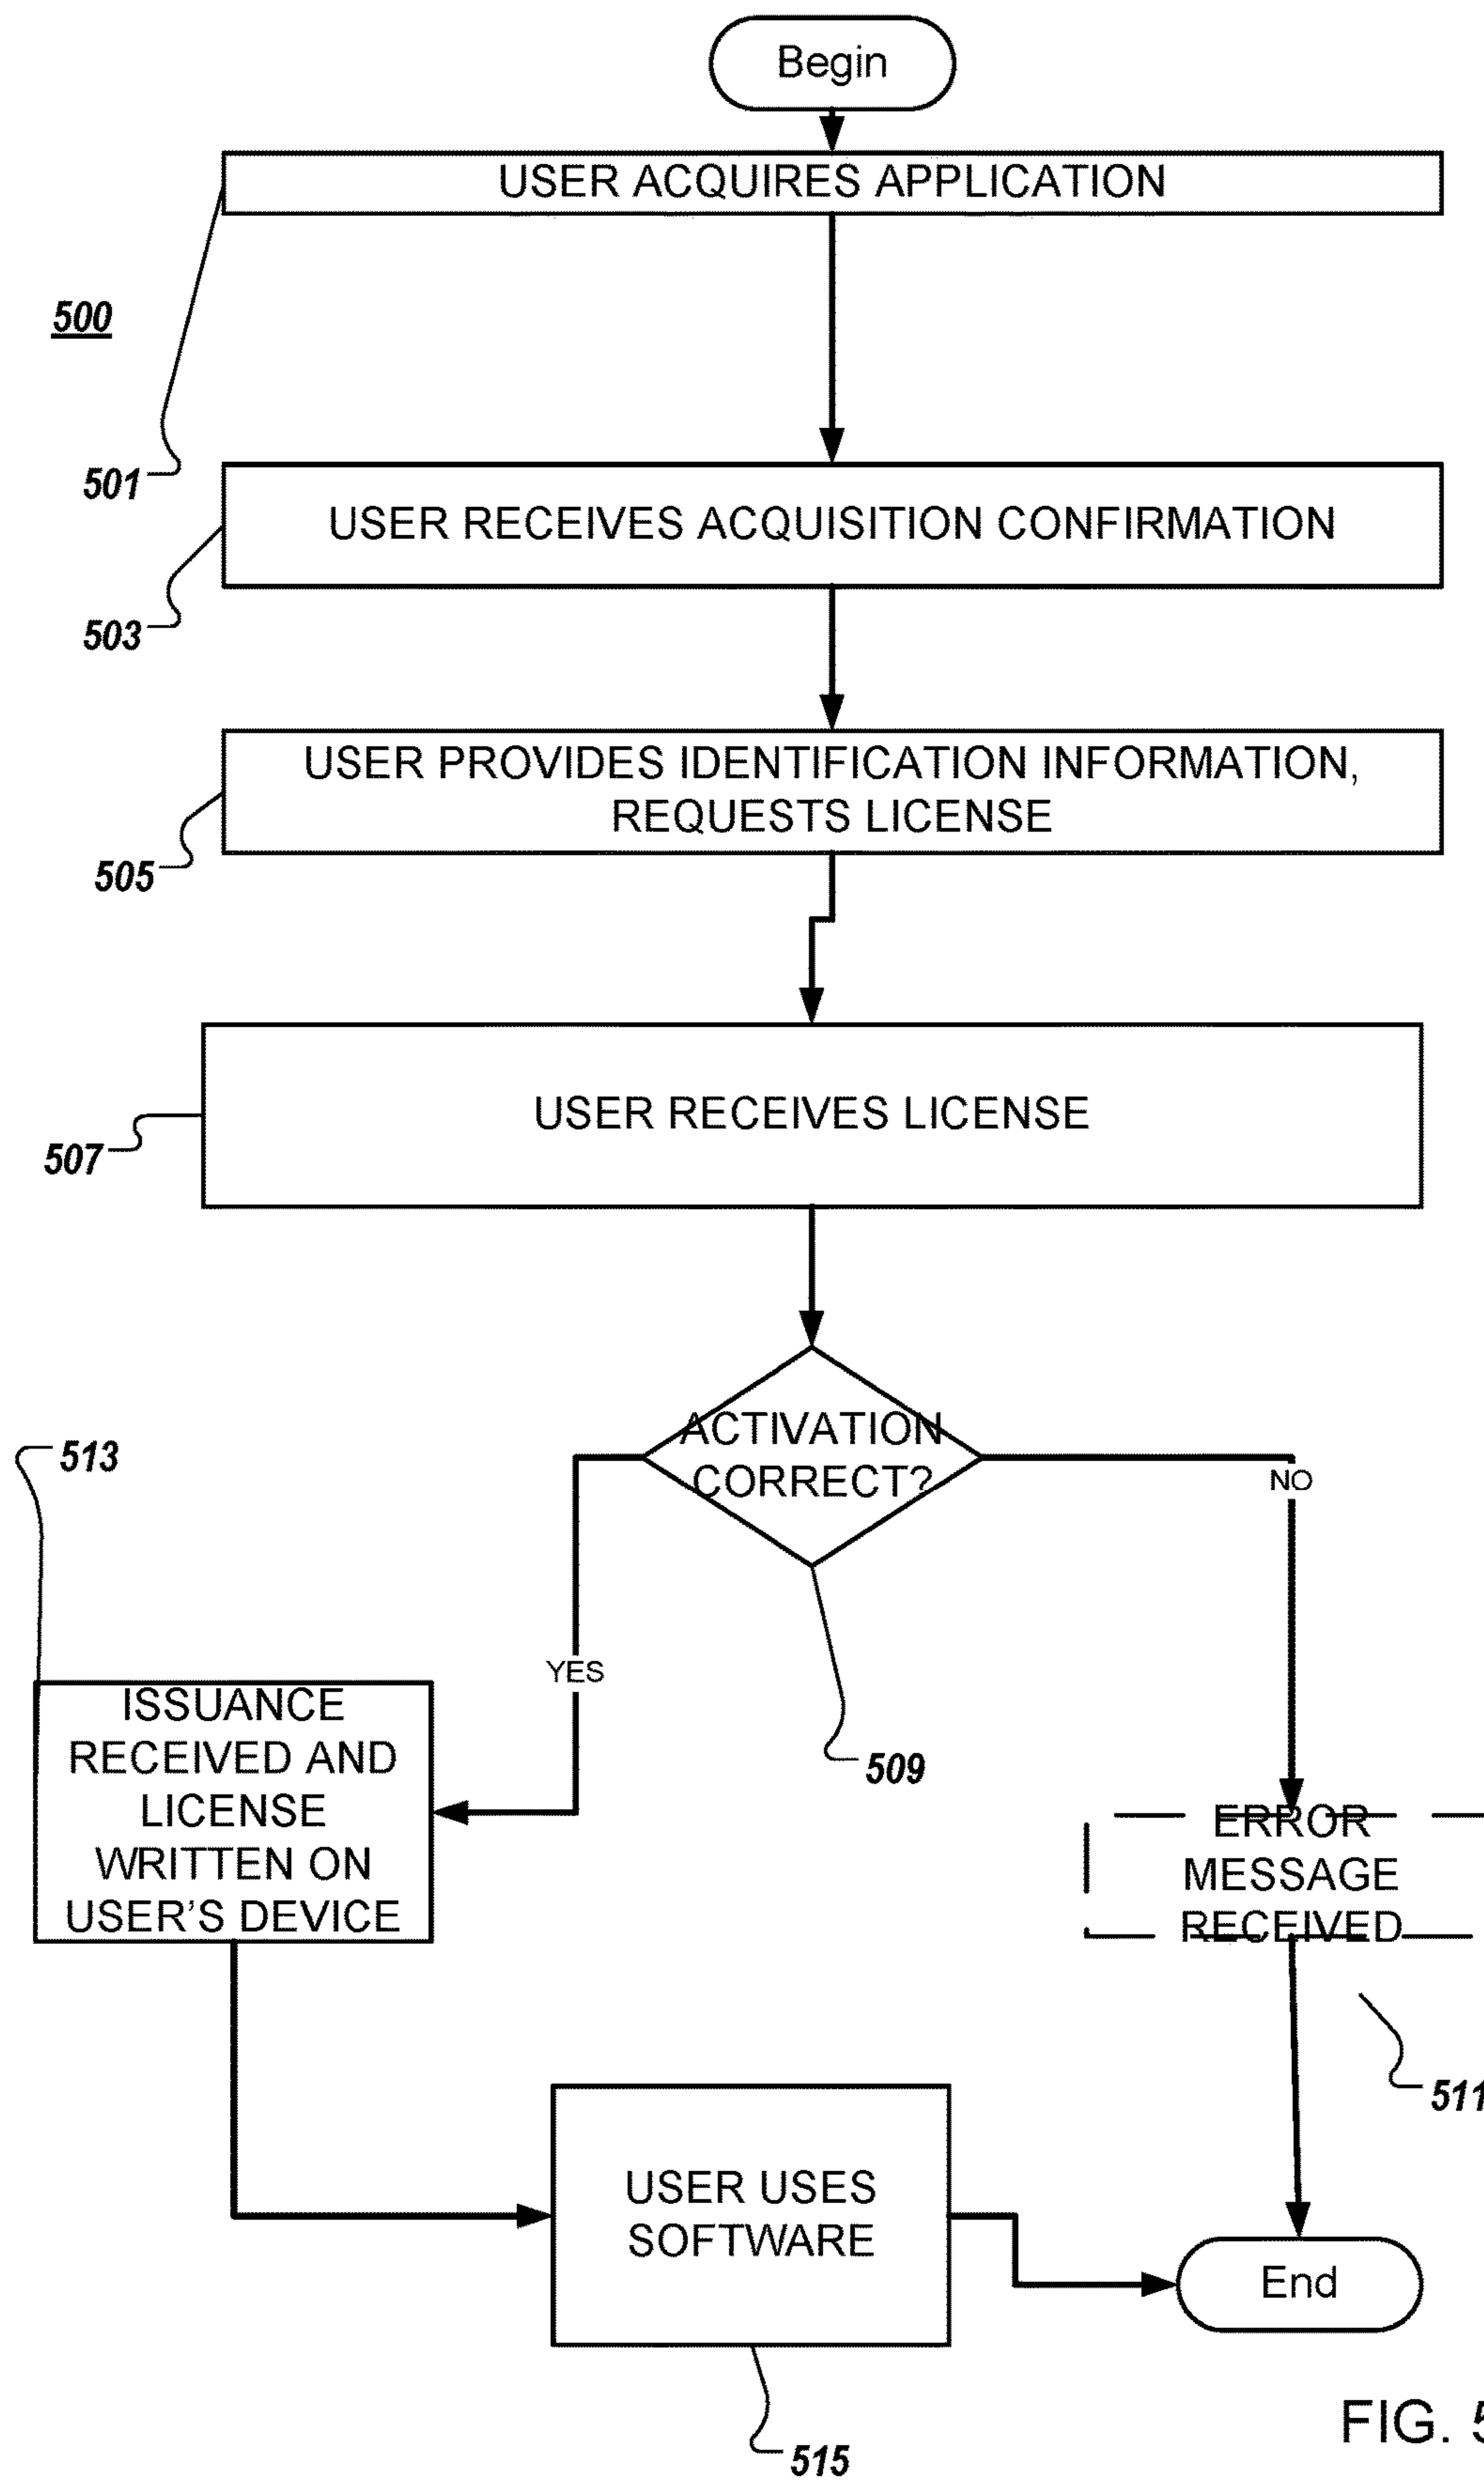 Begin
USER ACQUIRES APPLICATION
500
501
USER RECEIVES ACQUISITION CONFIRMATION
503
USER PROVIDES IDENTIFICATION INFORMATION,
REQUESTS LICENSE
505
USER RECEIVES LICENSE
507
ACTIVATION
CORRECT?
513
NO
YES
509
ISSUANCE
RECEIVED AND
LICENSE
WRITTEN ON
USER'S DEVICE
ERROR
MESSAGE
RECEIVED
511
USER USES
SOFTWARE
End
515
FIG. 5